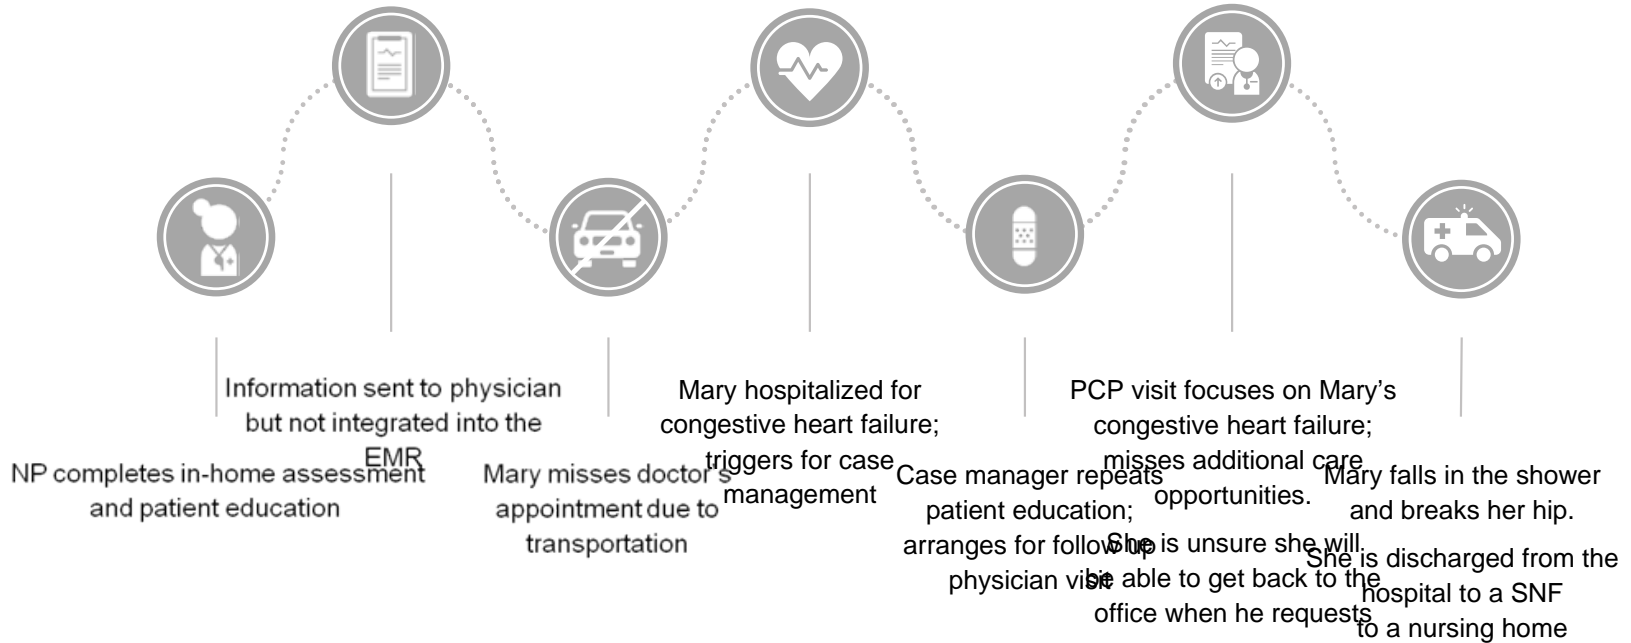 NP completes in-home assessment
and patient education
Information sent to physician
but not integrated into the
EMR
Mary misses doctor's
appointment due to
transportation
Mary hospitalized for
congestive heart failure;
triggers for case
management
Case manager repeats
patient education;
arranges for follow up
physician visit
PCP visit focuses on Mary’s
congestive heart failure;
misses additional care
opportunities.
She is unsure she will
be able to get back to the
office when he requests
Mary falls in the shower
and breaks her hip.
She is discharged from the
hospital to a SNF
to a nursing home